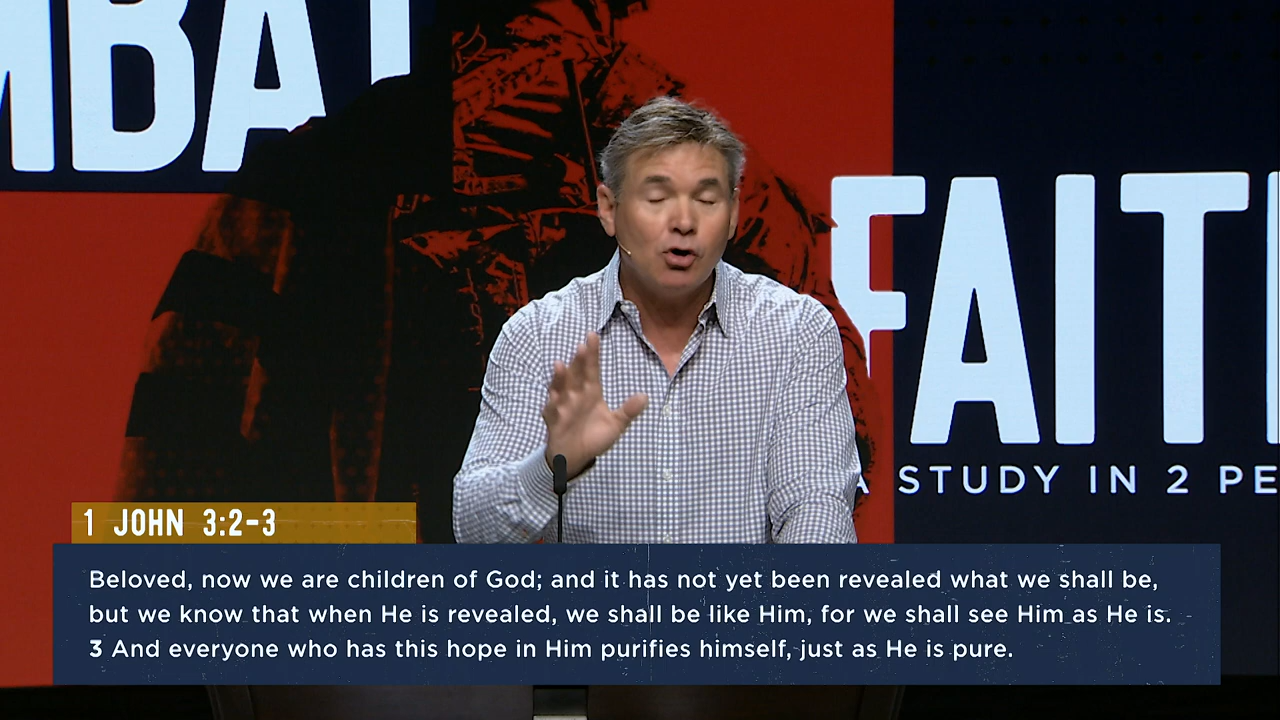 MBAT
FAITH
A STUDY IN 2 PE
1 JOHN 3:2-3
Beloved, now we are children of God; and it has not yet been revealed what we shall be,
but we know that when He is revealed, we shall be like Him, for we shall see Him as He is.
3 And everyone who has this hope in Him purifies himself, just as He is pure.